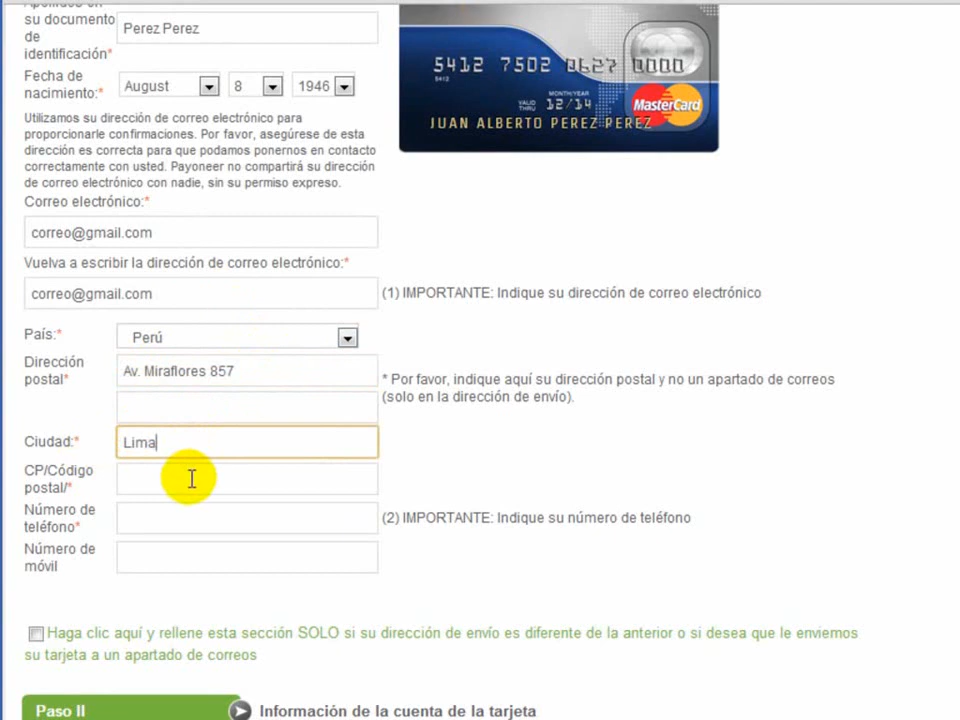 Apellidos en
su documento
de
identificación*
Perez Perez
Fecha de
nacimiento:*
August
8
1946
Utilizamos su dirección de correo electrónico para
proporcionarle confirmaciones. Por favor, asegúrese de esta
dirección es correcta para que podamos ponernos en contacto
correctamente con usted. Payoneer no compartirá su dirección
de correo electrónico con nadie, sin su permiso expreso.
5412 7502 0627 0000
5412
MONTH/YEAR
VALID
THRU
12/14
JUAN ALBERTO PEREZ PEREZ
MasterCard
Correo electrónico:*
correo@gmail.com
Vuelva a escribir la dirección de correo electrónico:*
correo@gmail.com
(1) IMPORTANTE: Indique su dirección de correo electrónico
País:*
Perú
Dirección
postal*
Av. Miraflores 857
* Por favor, indique aquí su dirección postal y no un apartado de correos
(solo en la dirección de envío).
Ciudad:*
Lima
CP/Código
postal/*
Número de
teléfono*
(2) IMPORTANTE: Indique su número de teléfono
Número de
móvil
Haga clic aquí y rellene esta sección SOLO si su dirección de envío es diferente de la anterior o si desea que le enviemos
su tarjeta a un apartado de correos
Paso II
Información de la cuenta de la tarjeta